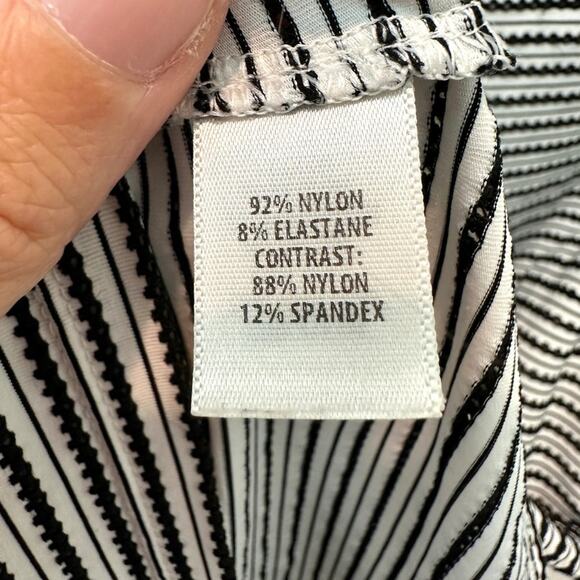 92% NYLON
8% ELASTANE
CONTRAST:
88% NYLON
12% SPANDEX